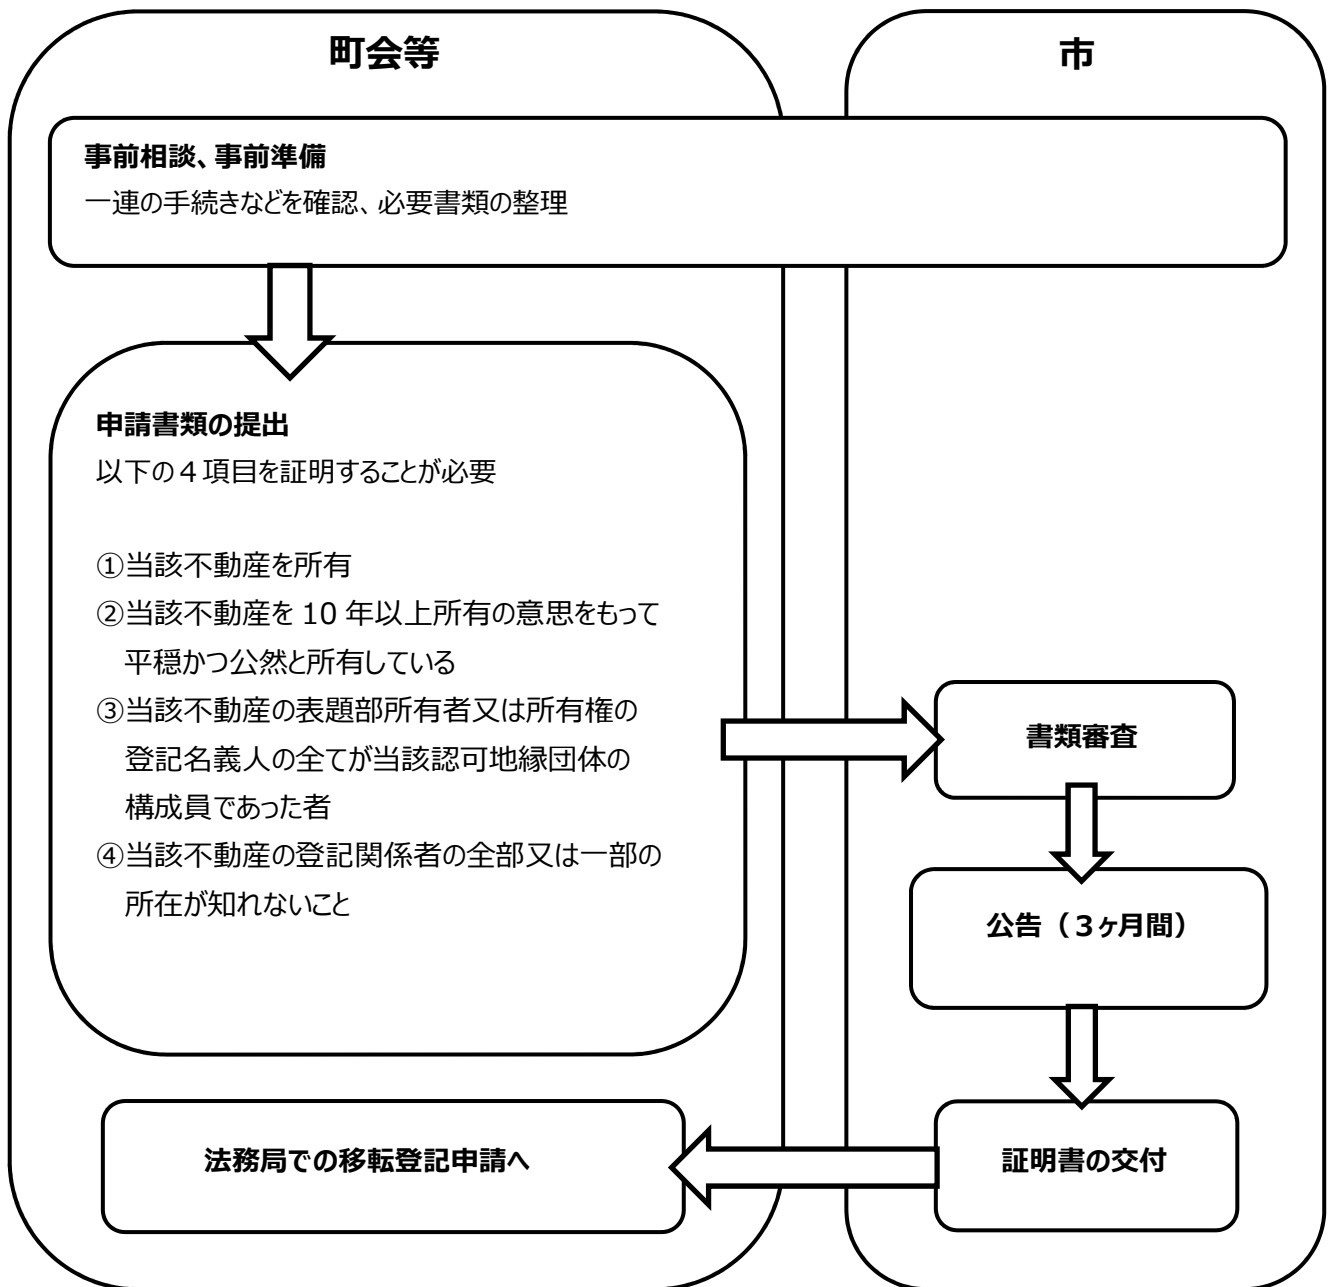 町会等
市
事前相談、事前準備
一連の手続きなどを確認、必要書類の整理
申請書類の提出
以下の４項目を証明することが必要
①当該不動産を所有
②当該不動産を 10 年以上所有の意思をもって
平穏かつ公然と所有している
③当該不動産の表題部所有者又は所有権の
登記名義人の全てが当該認可地縁団体の
構成員であった者
④当該不動産の登記関係者の全部又は一部の
所在が知れないこと
書類審査
公告（３ヶ月間）
証明書の交付
法務局での移転登記申請へ